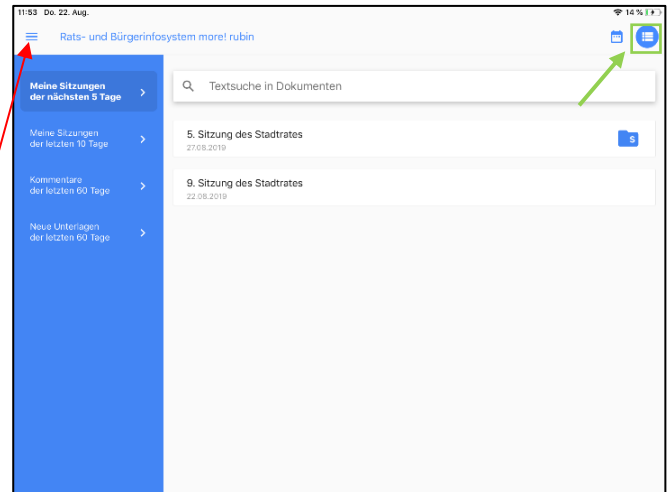 11:53 Do. 22. Aug.
14 %
Rats- und Bürgerinfosystem more! rubin
Meine Sitzungen
der nächsten 5 Tage
Textsuche in Dokumenten
Meine Sitzungen
der letzten 10 Tage
5. Sitzung des Stadtrates
27.08.2019
S
Kommentare
der letzten 60 Tage
9. Sitzung des Stadtrates
22.08.2019
Neue Unterlagen
der letzten 60 Tage